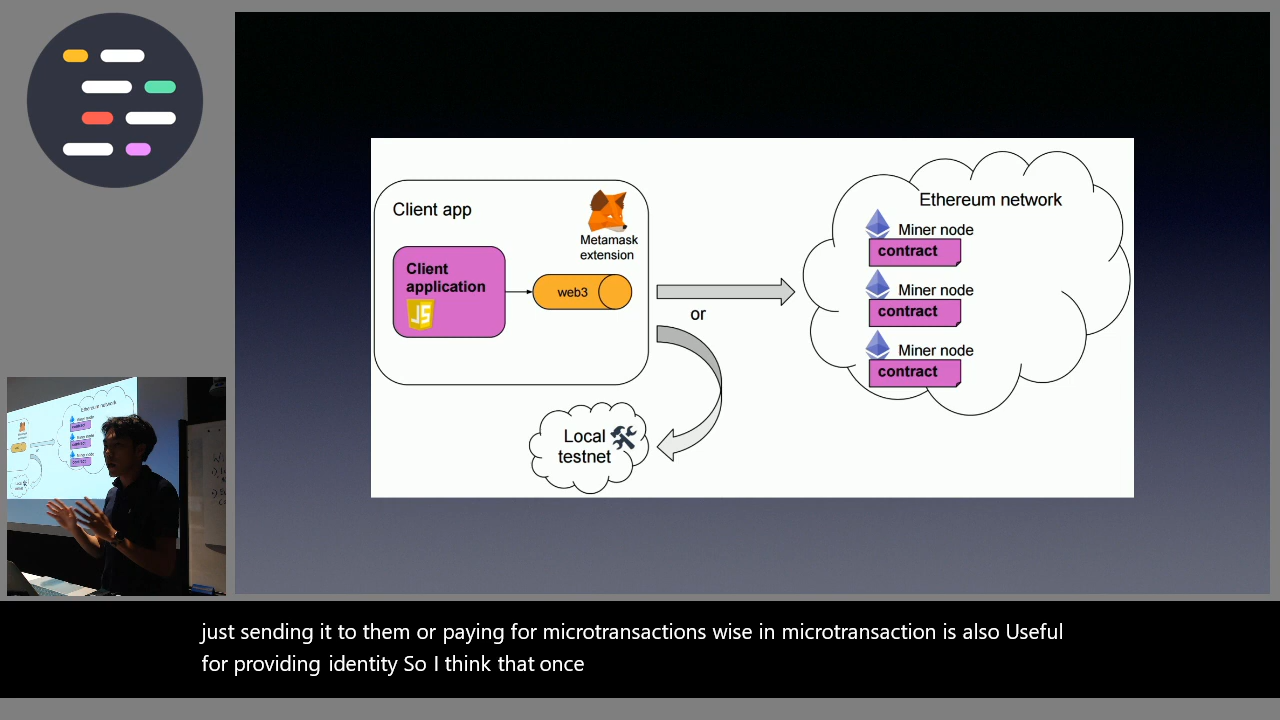 Client app
Metamask
extension
Client
application
JS
web3
or
Local
testnet
Ethereum network
Miner node
contract
Miner node
contract
Miner node
contract
just sending it to them or paying for microtransactions wise in microtransaction is also Useful
for providing identity So I think that once